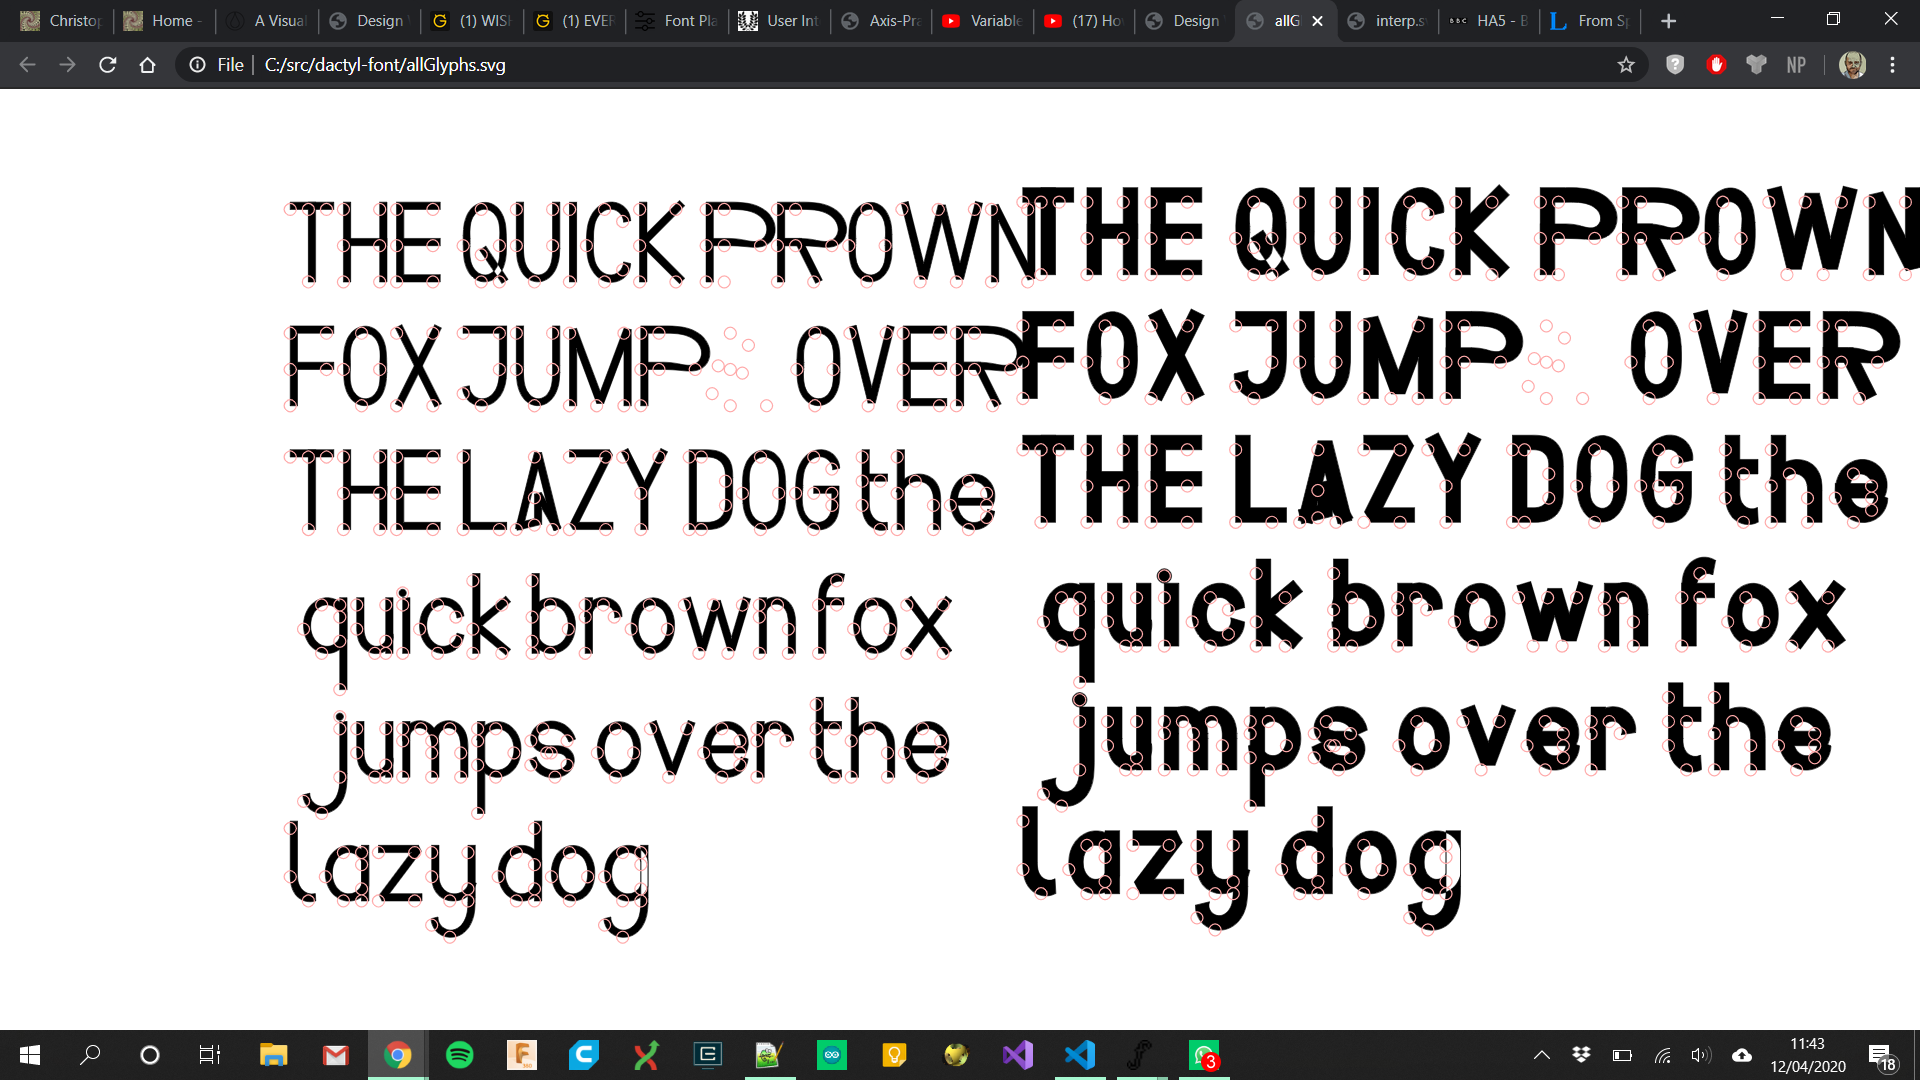 Christop
Home -
A Visual
Design
(1) WISH
(1) EVER
Font Pla
User Int
Axis-Pra
Variable
(17) Ho
Design
allG
interp.s
HA5 - B
From Sp
File
C:/src/dactyl-font/allGlyphs.svg
NP
THE QUICK PROWN
FOX JUMP OVER
THE LAZY DOG the
quick brown fox
jumps over the
lazy dog
THE QUICK PROWN
FOX JUMP OVER
THE LAZY DOG the
quick brown fox
jumps over the
lazy dog
3
11:43
12/04/2020
18